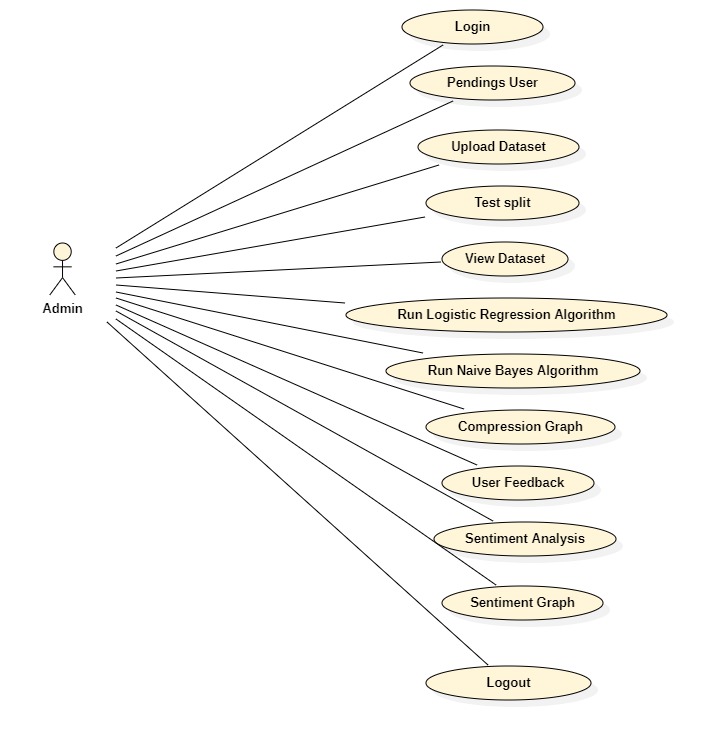 Login
Pendings User
Upload Dataset
Test split
View Dataset
Admin
Run Logistic Regression Algorithm
Run Naive Bayes Algorithm
Compression Graph
User Feedback
Sentiment Analysis
Sentiment Graph
Logout